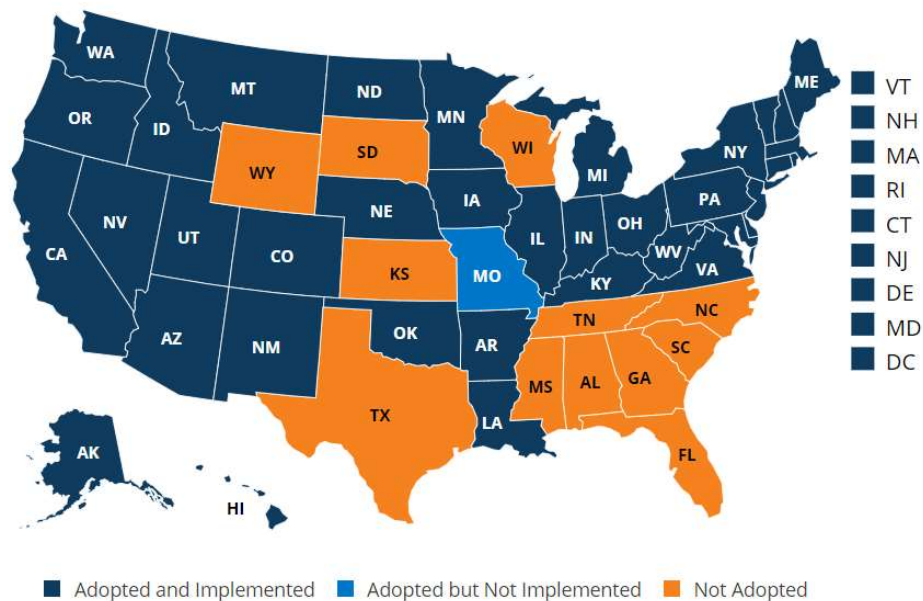 WA
MT
ND
MN
ME
VT
OR
ID
SD
WI
NY
NH
WY
MI
MA
IA
PA
RI
NE
NV
UT
IL
IN
OH
CT
CA
CO
WV
NJ
KS
MO
KY
VA
DE
TN
NC
MD
AZ
NM
OK
AR
SC
DC
MS
AL
GA
TX
LA
AK
FL
HI
Adopted and Implemented
Adopted but Not Implemented
Not Adopted